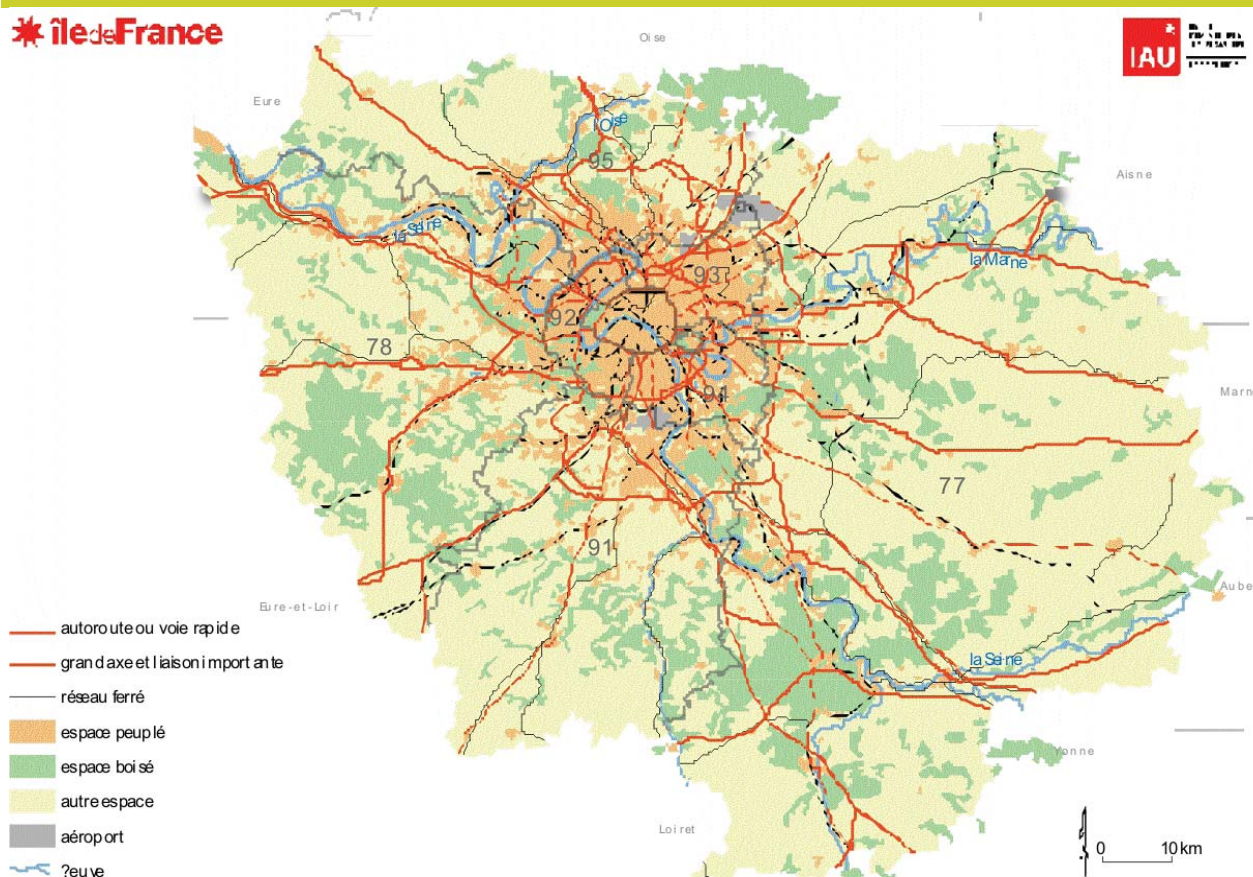 île de France
IAU
Oise
Eure
l'Oise
95
Aisne
la Seine
la Marne
93
92
78
Marn
94
77
91
Aube
Eure-et-Loir
la Seine
Yonne
Loiret
autoroute ou voie rapide
grand axe et liaison importante
réseau ferré
espace peuplé
espace boisé
autre espace
aéroport
?euve
0 10 km